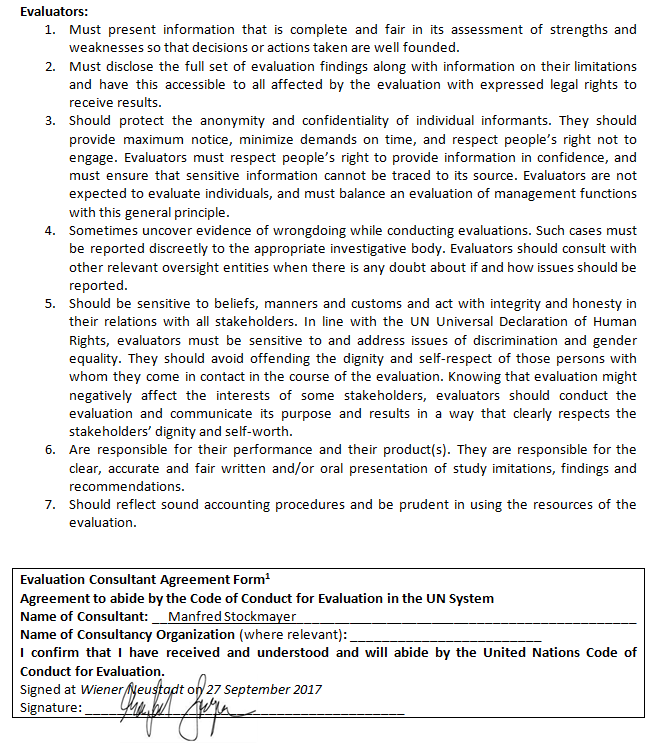 Evaluators:
1. Must present information that is complete and fair in its assessment of strengths and
weaknesses so that decisions or actions taken are well founded.
2. Must disclose the full set of evaluation findings along with information on their limitations
and have this accessible to all affected by the evaluation with expressed legal rights to
receive results.
3. Should protect the anonymity and confidentiality of individual informants. They should
provide maximum notice, minimize demands on time, and respect people's right not to
engage. Evaluators must respect people's right to provide information in confidence, and
must ensure that sensitive information cannot be traced to its source. Evaluators are not
expected to evaluate individuals, and must balance an evaluation of management functions
with this general principle.
4. Sometimes uncover evidence of wrongdoing while conducting evaluations. Such cases must
be reported discreetly to the appropriate investigative body. Evaluators should consult with
other relevant oversight entities when there is any doubt about if and how issues should be
reported.
5. Should be sensitive to beliefs, manners and customs and act with integrity and honesty in
their relations with all stakeholders. In line with the UN Universal Declaration of Human
Rights, evaluators must be sensitive to and address issues of discrimination and gender
equality. They should avoid offending the dignity and self-respect of those persons with
whom they come in contact in the course of the evaluation. Knowing that evaluation might
negatively affect the interests of some stakeholders, evaluators should conduct the
evaluation and communicate its purpose and results in a way that clearly respects the
stakeholders' dignity and self-worth.
6. Are responsible for their performance and their product(s). They are responsible for the
clear, accurate and fair written and/or oral presentation of study imitations, findings and
recommendations.
7. Should reflect sound accounting procedures and be prudent in using the resources of the
evaluation.
Evaluation Consultant Agreement Form¹
Agreement to abide by the Code of Conduct for Evaluation in the UN System
Name of Consultant: __Manfred Stockmayer
Name of Consultancy Organization (where relevant):
I confirm that I have received and understood and will abide by the United Nations Code of
Conduct for Evaluation.
Signed at Wiener Neustadt on 27 September 2017
Signature: